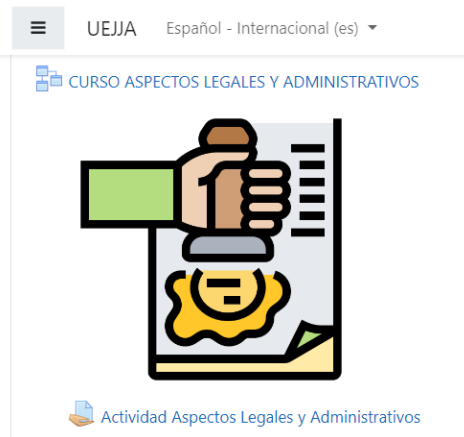 UEJJA Español - Internacional (es)
CURSO ASPECTOS LEGALES Y ADMINISTRATIVOS
Actividad Aspectos Legales y Administrativos